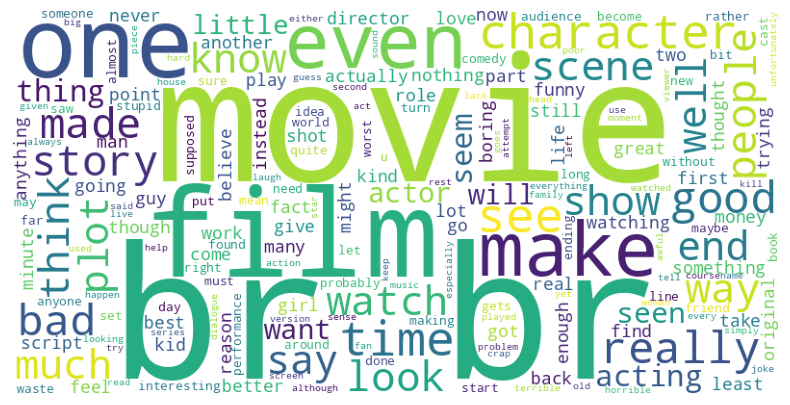 someone
big
piece
never
little
director
love
now
audience
become
rather
either
sound
hard
one
another
even
character
two
bit
cast
unfortunately
almost
know
actually
nothing
comedy
part
poor
thing
house
sure
play
guess
second
scene
people
new
given
saw
point
stupid
movie
funny
lack
head
viewer
well
thought
made
supposed
instead
idea
world
shot
role
turn
act
worst
still
use
moment
anything
always
man
story
believe
quite
u
seem
boring
goes
attempt
life
left
great
without
trying
going
laugh
kind
actor
rest
long
everything
family
watched
first
kill
may
said
live
guy
put
need
mean
star
film
will
show
good
think
far
plot
though
fact
might
lot
go
see
watching
money
maybe
book
minute
used
work
found
give
many
let
make
ending
end
awful
something
help
come
right
action
br br
way
original
anyone
happen
must
performance
girl
probably
keep
music
especially
real
seen
course
name
tell
woman
bad
set
looking
day
best
series
dialogue
reason
version
sense
watch
making
gets
played
yet
line
friend
every
simply
script
try
kid
want
around
fan
time
problem
got
enough
find
really
take
much
feel
read
say
screen
done
look
crap
back
old
acting
least
joke
waste
interesting
better
although
start
terrible
horrible